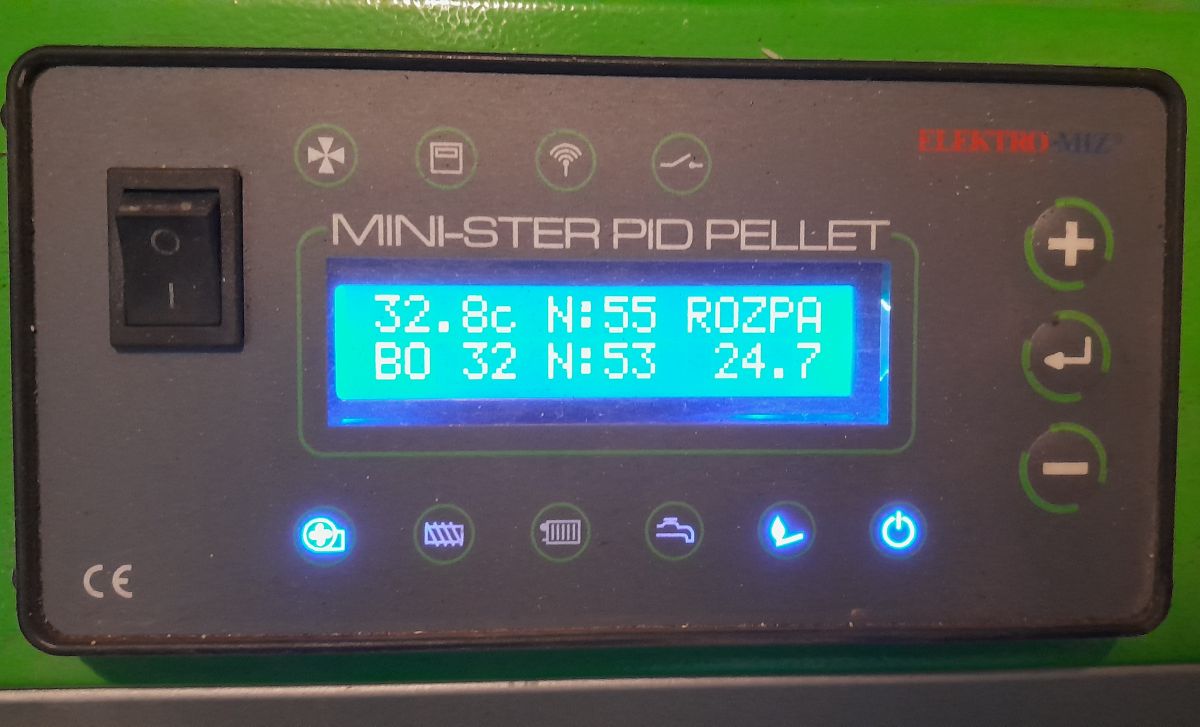 ELEKTRO-MIZ®
MINI-STER PID PELLET
32.8c N:55 ROZPA
BO 32 N:53 24.7
O
I
CE